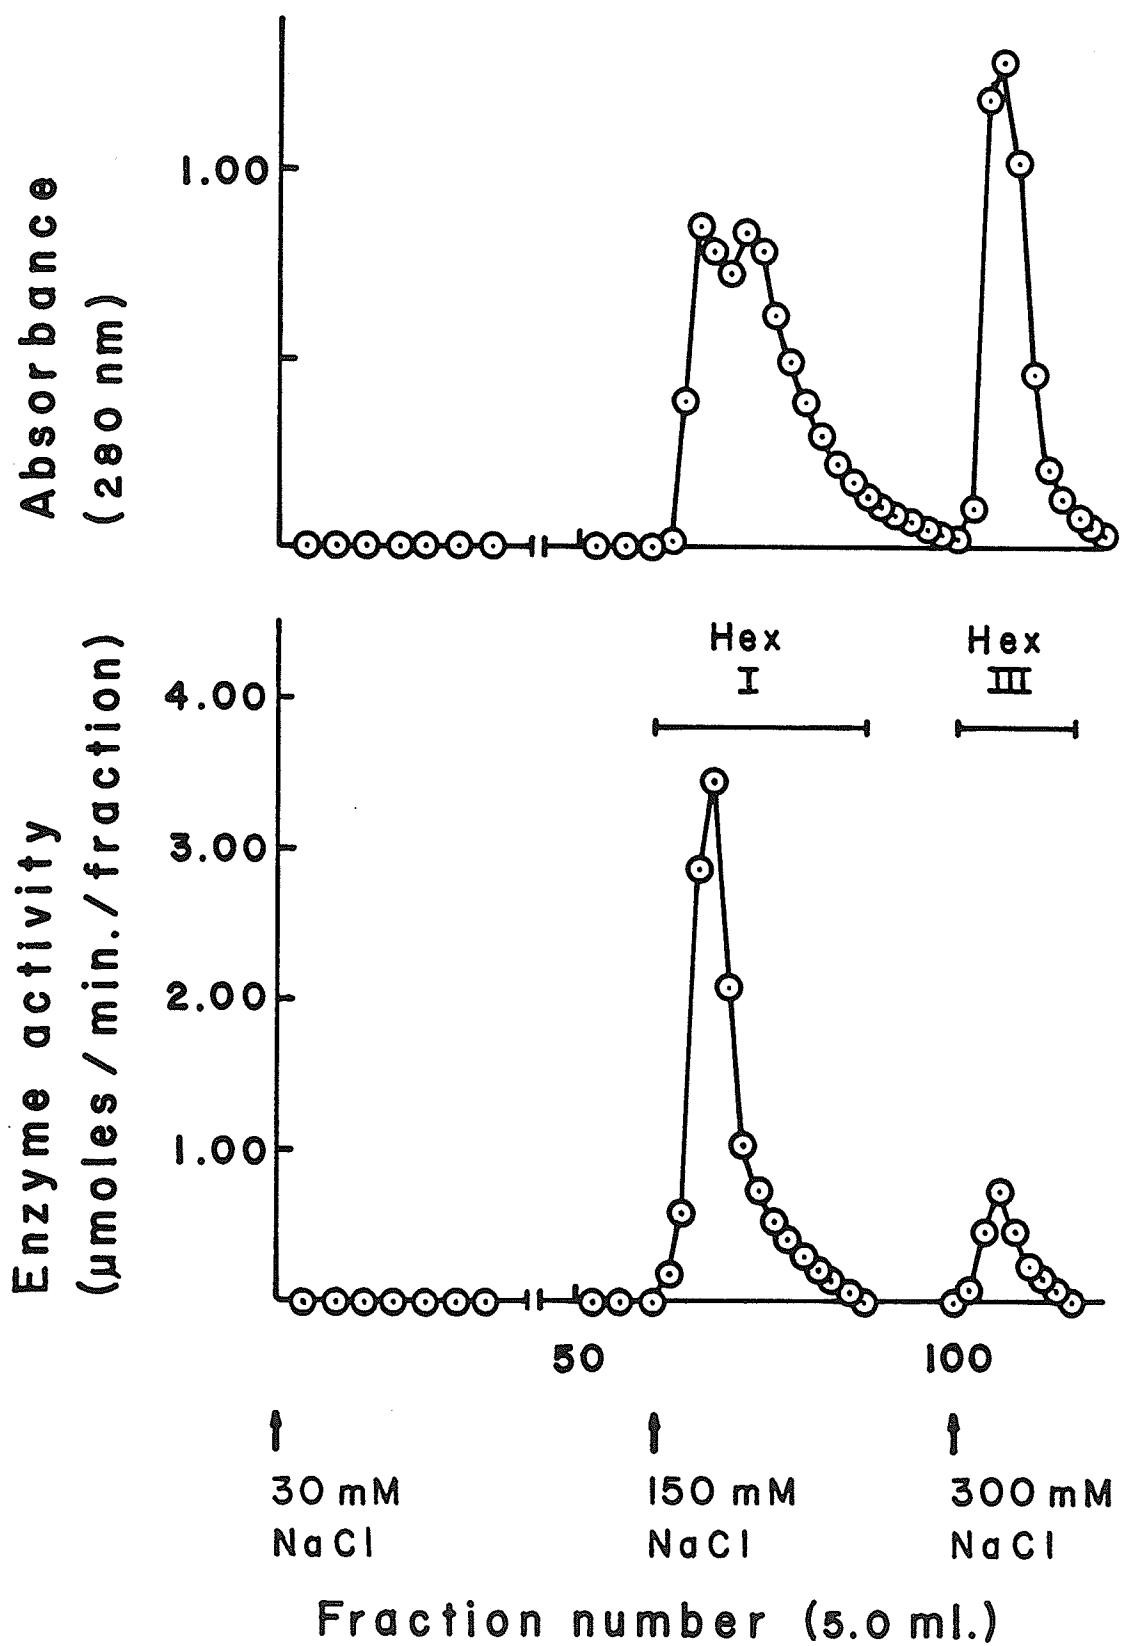 Absorbance
(280 nm)
1.00
Hex
I
Hex
III
Enzyme activity
(μmoles/min./fraction)
4.00
3.00
2.00
1.00
50
100
30 mM
NaCl
150 mM
NaCl
300 mM
NaCl
Fraction number (5.0 ml.)